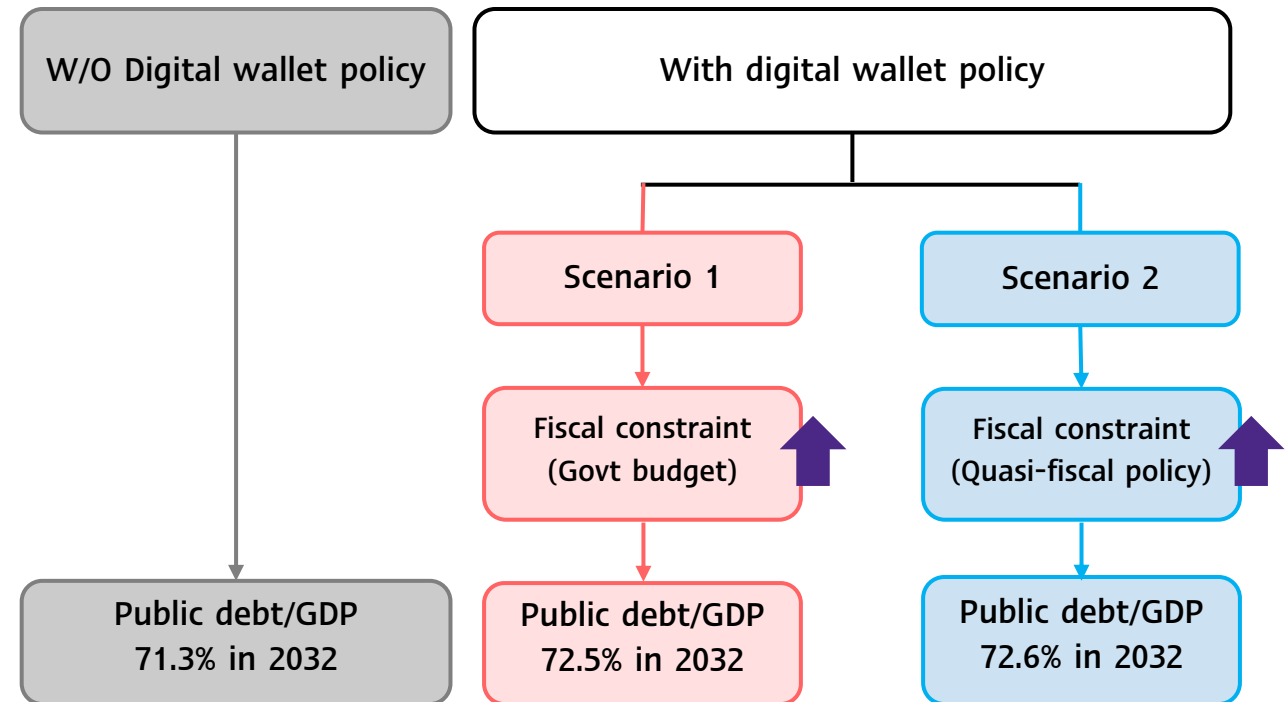 W/O Digital wallet policy
With digital wallet policy
Scenario 1
Scenario 2
Fiscal constraint
(Govt budget)
Fiscal constraint
(Quasi-fiscal policy)
Public debt/GDP
71.3% in 2032
Public debt/GDP
72.5% in 2032
Public debt/GDP
72.6% in 2032